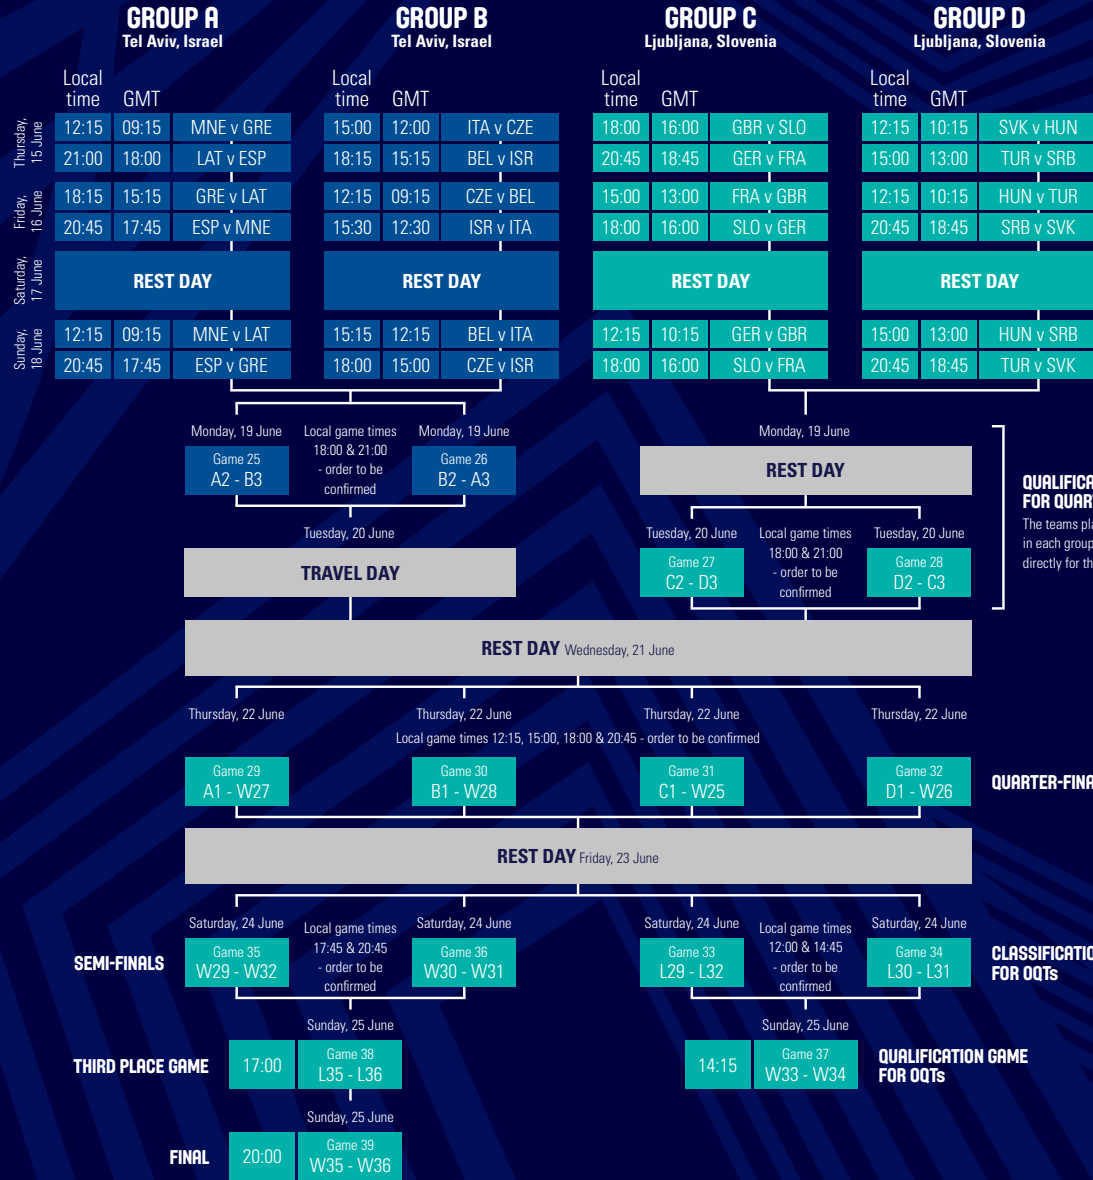 GROUP A
Tel Aviv, Israel
GROUP B
Tel Aviv, Israel
GROUP C
Ljubljana, Slovenia
GROUP D
Ljubljana, Slovenia
Local time GMT
Local time GMT
Local time GMT
Local time GMT
Thursday, 15 June
12:15 09:15 MNE v GRE
15:00 12:00 ITA v CZE
18:00 16:00 GBR v SLO
12:15 10:15 SVK v HUN
21:00 18:00 LAT v ESP
18:15 15:15 BEL v ISR
20:45 18:45 GER v FRA
15:00 13:00 TUR v SRB
Friday, 16 June
18:15 15:15 GRE v LAT
12:15 09:15 CZE v BEL
15:00 13:00 FRA v GBR
12:15 10:15 HUN v TUR
20:45 17:45 ESP v MNE
15:30 12:30 ISR v ITA
18:00 16:00 SLO v GER
20:45 18:45 SRB v SVK
Saturday, 17 June
REST DAY
REST DAY
REST DAY
REST DAY
Sunday, 18 June
12:15 09:15 MNE v LAT
15:15 12:15 BEL v ITA
12:15 10:15 GER v GBR
15:00 13:00 HUN v SRB
20:45 17:45 ESP v GRE
18:00 15:00 CZE v ISR
18:00 16:00 SLO v FRA
20:45 18:45 TUR v SVK
Monday, 19 June
Game 25
A2 - B3
Local game times
18:00 & 21:00
- order to be
confirmed
Monday, 19 June
Game 26
B2 - A3
Monday, 19 June
REST DAY
Tuesday, 20 June
TRAVEL DAY
Tuesday, 20 June
Game 27
C2 - D3
Local game times
18:00 & 21:00
- order to be
confirmed
Tuesday, 20 June
Game 28
D2 - C3
QUALIFICA
FOR QUAR
The teams pla
in each group
directly for th
REST DAY Wednesday, 21 June
Thursday, 22 June
Thursday, 22 June
Thursday, 22 June
Thursday, 22 June
Local game times 12:15, 15:00, 18:00 & 20:45 - order to be confirmed
Game 29
A1 - W27
Game 30
B1 - W28
Game 31
C1 - W25
Game 32
D1 - W26
QUARTER-FINA
REST DAY Friday, 23 June
SEMI-FINALS
Saturday, 24 June
Game 35
W29 - W32
Local game times
17:45 & 20:45
- order to be
confirmed
Saturday, 24 June
Game 36
W30 - W31
Saturday, 24 June
Game 33
L29 - L32
Local game times
12:00 & 14:45
- order to be
confirmed
Saturday, 24 June
Game 34
L30 - L31
CLASSIFICATIO
FOR OQTs
Sunday, 25 June
THIRD PLACE GAME
17:00
Game 38
L35 - L36
Sunday, 25 June
14:15
Game 37
W33 - W34
QUALIFICATION GAME
FOR OQTs
Sunday, 25 June
FINAL
20:00
Game 39
W35 - W36